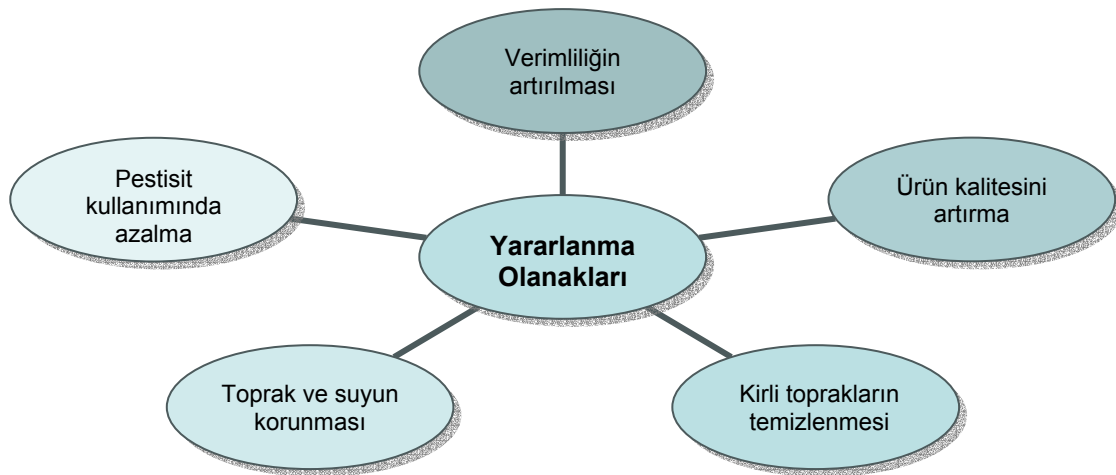 Verimliliğin
artırılması
Pestisit
kullanımında
azalma
Ürün kalitesini
artırma
Yararlanma
Olanakları
Toprak ve suyun
korunması
Kirli toprakların
temizlenmesi